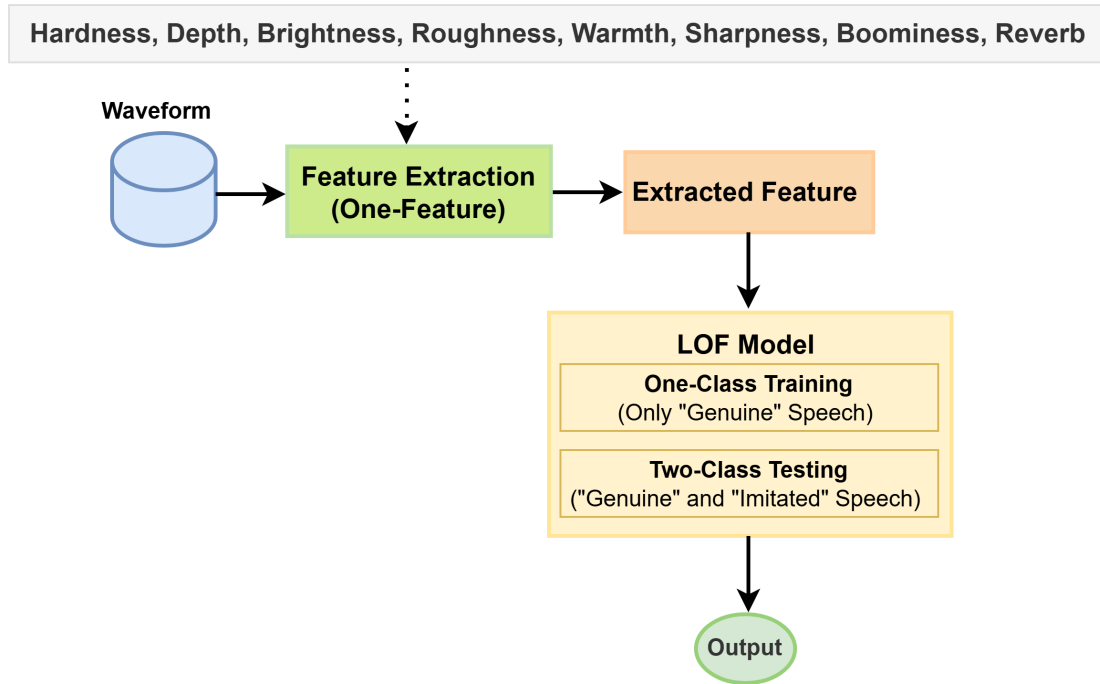 Hardness, Depth, Brightness, Roughness, Warmth, Sharpness, Boominess, Reverb
Waveform
Feature Extraction
(One-Feature)
Extracted Feature
LOF Model
One-Class Training
(Only "Genuine" Speech)
Two-Class Testing
("Genuine" and "Imitated" Speech)
Output